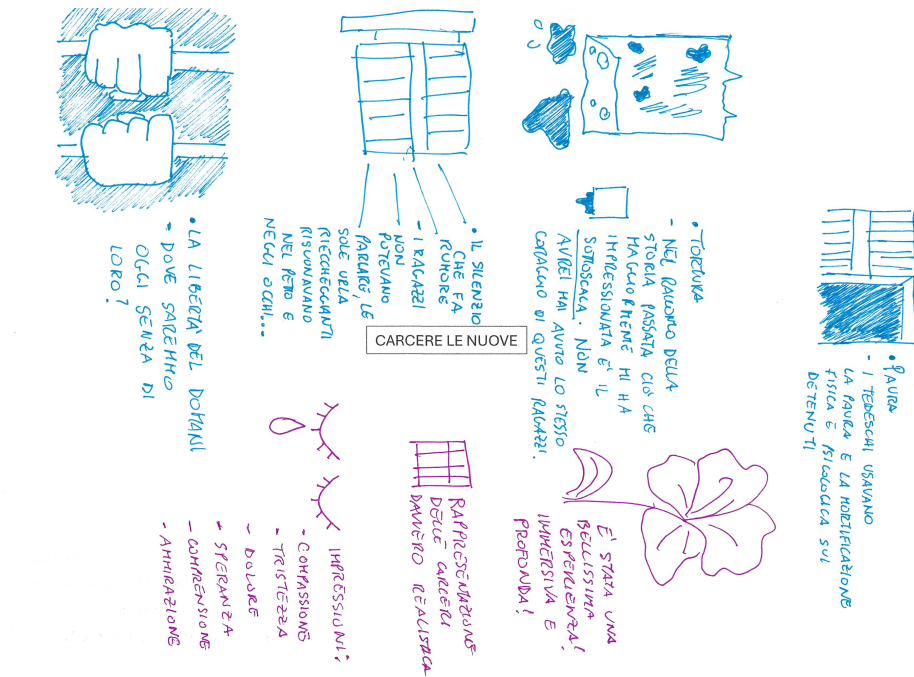 • PAURA
- I TEDESCHI USAVANO
LA PAURA E LA MORTIFICAZIONE
FISICA E PSICOLOGICA SUI
DETENUTI
• TORTURA
- NEL RACCONTO DELLA
STORIA PASSATA CIÒ CHE
MAGGIORMENTE MI HA
IMPRESSIONATA E' IL
SOTTOSCALA. NON
AVREI MAI AVUTO LO STESSO
CORAGGIO DI QUESTI RAGAZZI.
• IL SILENZIO
CHE FA
RUMORE
- I RAGAZZI
NON
POTEVANO
PARLARE, LE
SOLE URLA
RIECHEGGIANTI
RISUONAVANO
NEL PETTO E
NEGLI OCCHI...
• LA LIBERTA' DEL DOMANI
- DOVE SAREMMO
OGGI SENZA DI
LORO?
CARCERE LE NUOVE
E' STATA UNA
BELLISSIMA
ESPERIENZA!
IMMERSIVA E
PROFONDA!
RAPPRESENTAZIONE
DELLE CARCERI
DAVVERO REALISTICA
IMPRESSIONI:
- COMPASSIONE
- TRISTEZZA
- DOLORE
- SPERANZA
- COMPRENSIONE
- AMMIRAZIONE